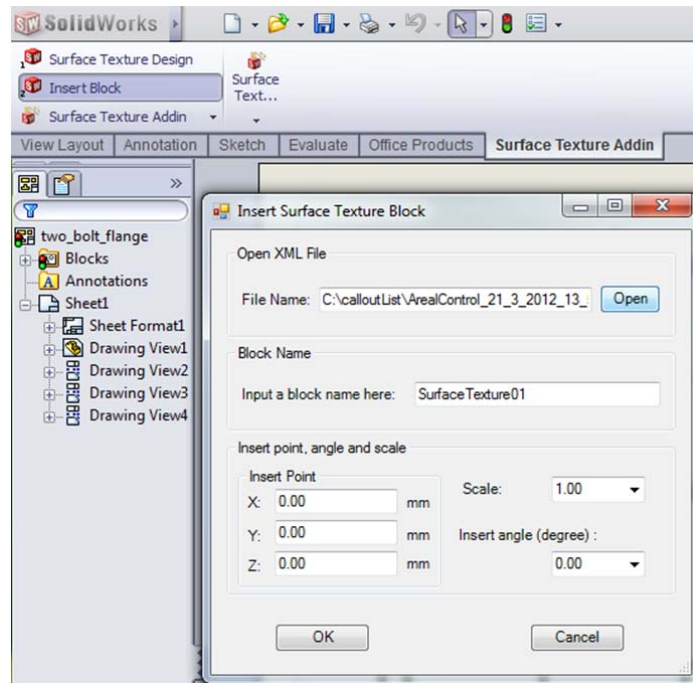 SolidWorks
Surface Texture Design
Insert Block
Surface Texture Addin
Surface
Text...
View Layout Annotation Sketch Evaluate Office Products Surface Texture Addin
two_bolt_flange
Blocks
Annotations
Sheet1
Sheet Format1
Drawing View1
Drawing View2
Drawing View3
Drawing View4
Insert Surface Texture Block
Open XML File
File Name: C:\calloutList\ArealControl_21_3_2012_13_ Open
Block Name
Input a block name here: SurfaceTexture01
Insert point, angle and scale
Insert Point
X: 0.00 mm
Y: 0.00 mm
Z: 0.00 mm
Scale: 1.00
Insert angle (degree) :
0.00
OK Cancel